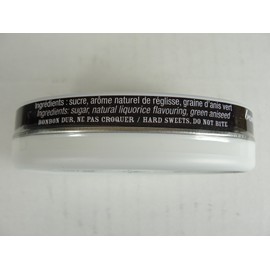 Ingrédients : sucre, arôme naturel de réglisse, graine d'anis vert
Ingredients: sugar, natural liquorice flavouring, green aniseed
BONBON DUR, NE PAS CROQUER / HARD SWEETS, DO NOT BITE